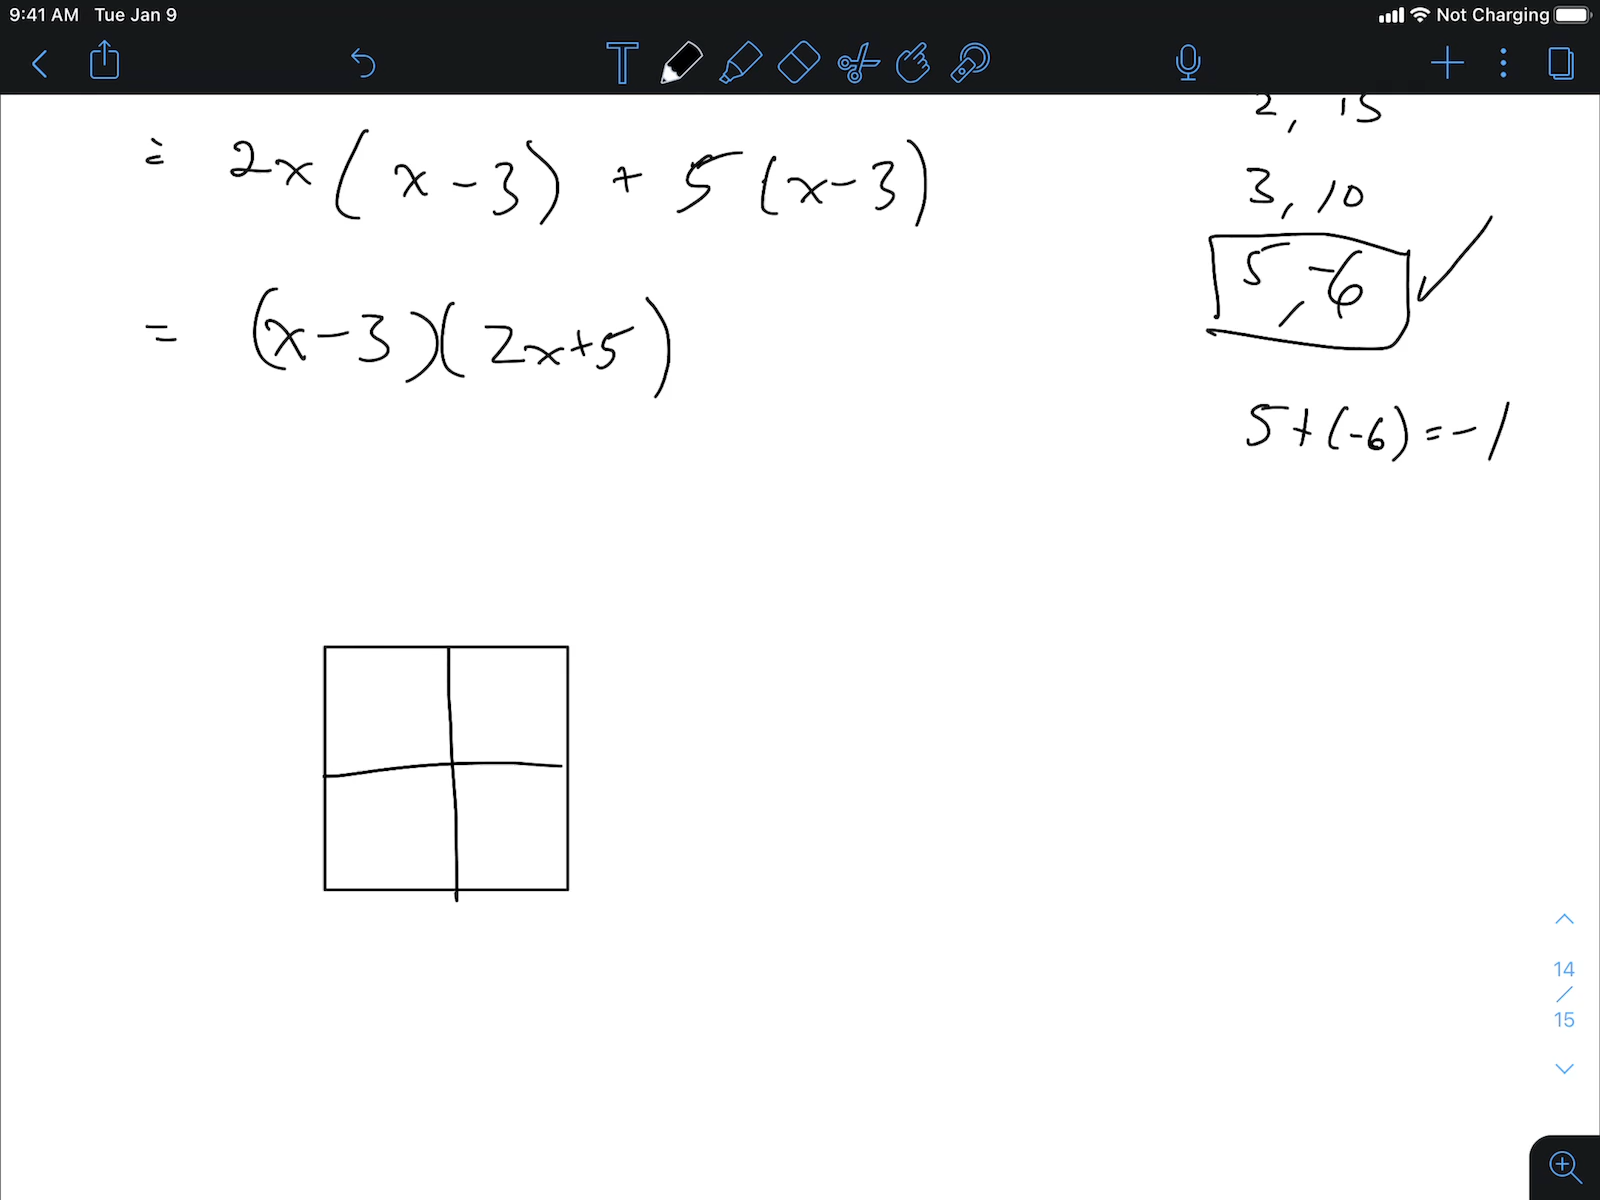 9:41 AM Tue Jan 9
Not Charging
= 2x(x-3) + 5(x-3)
= (x-3)(2x+5)
2, 15
3, 10
5, -6
5+(-6)=-1
14
/
15